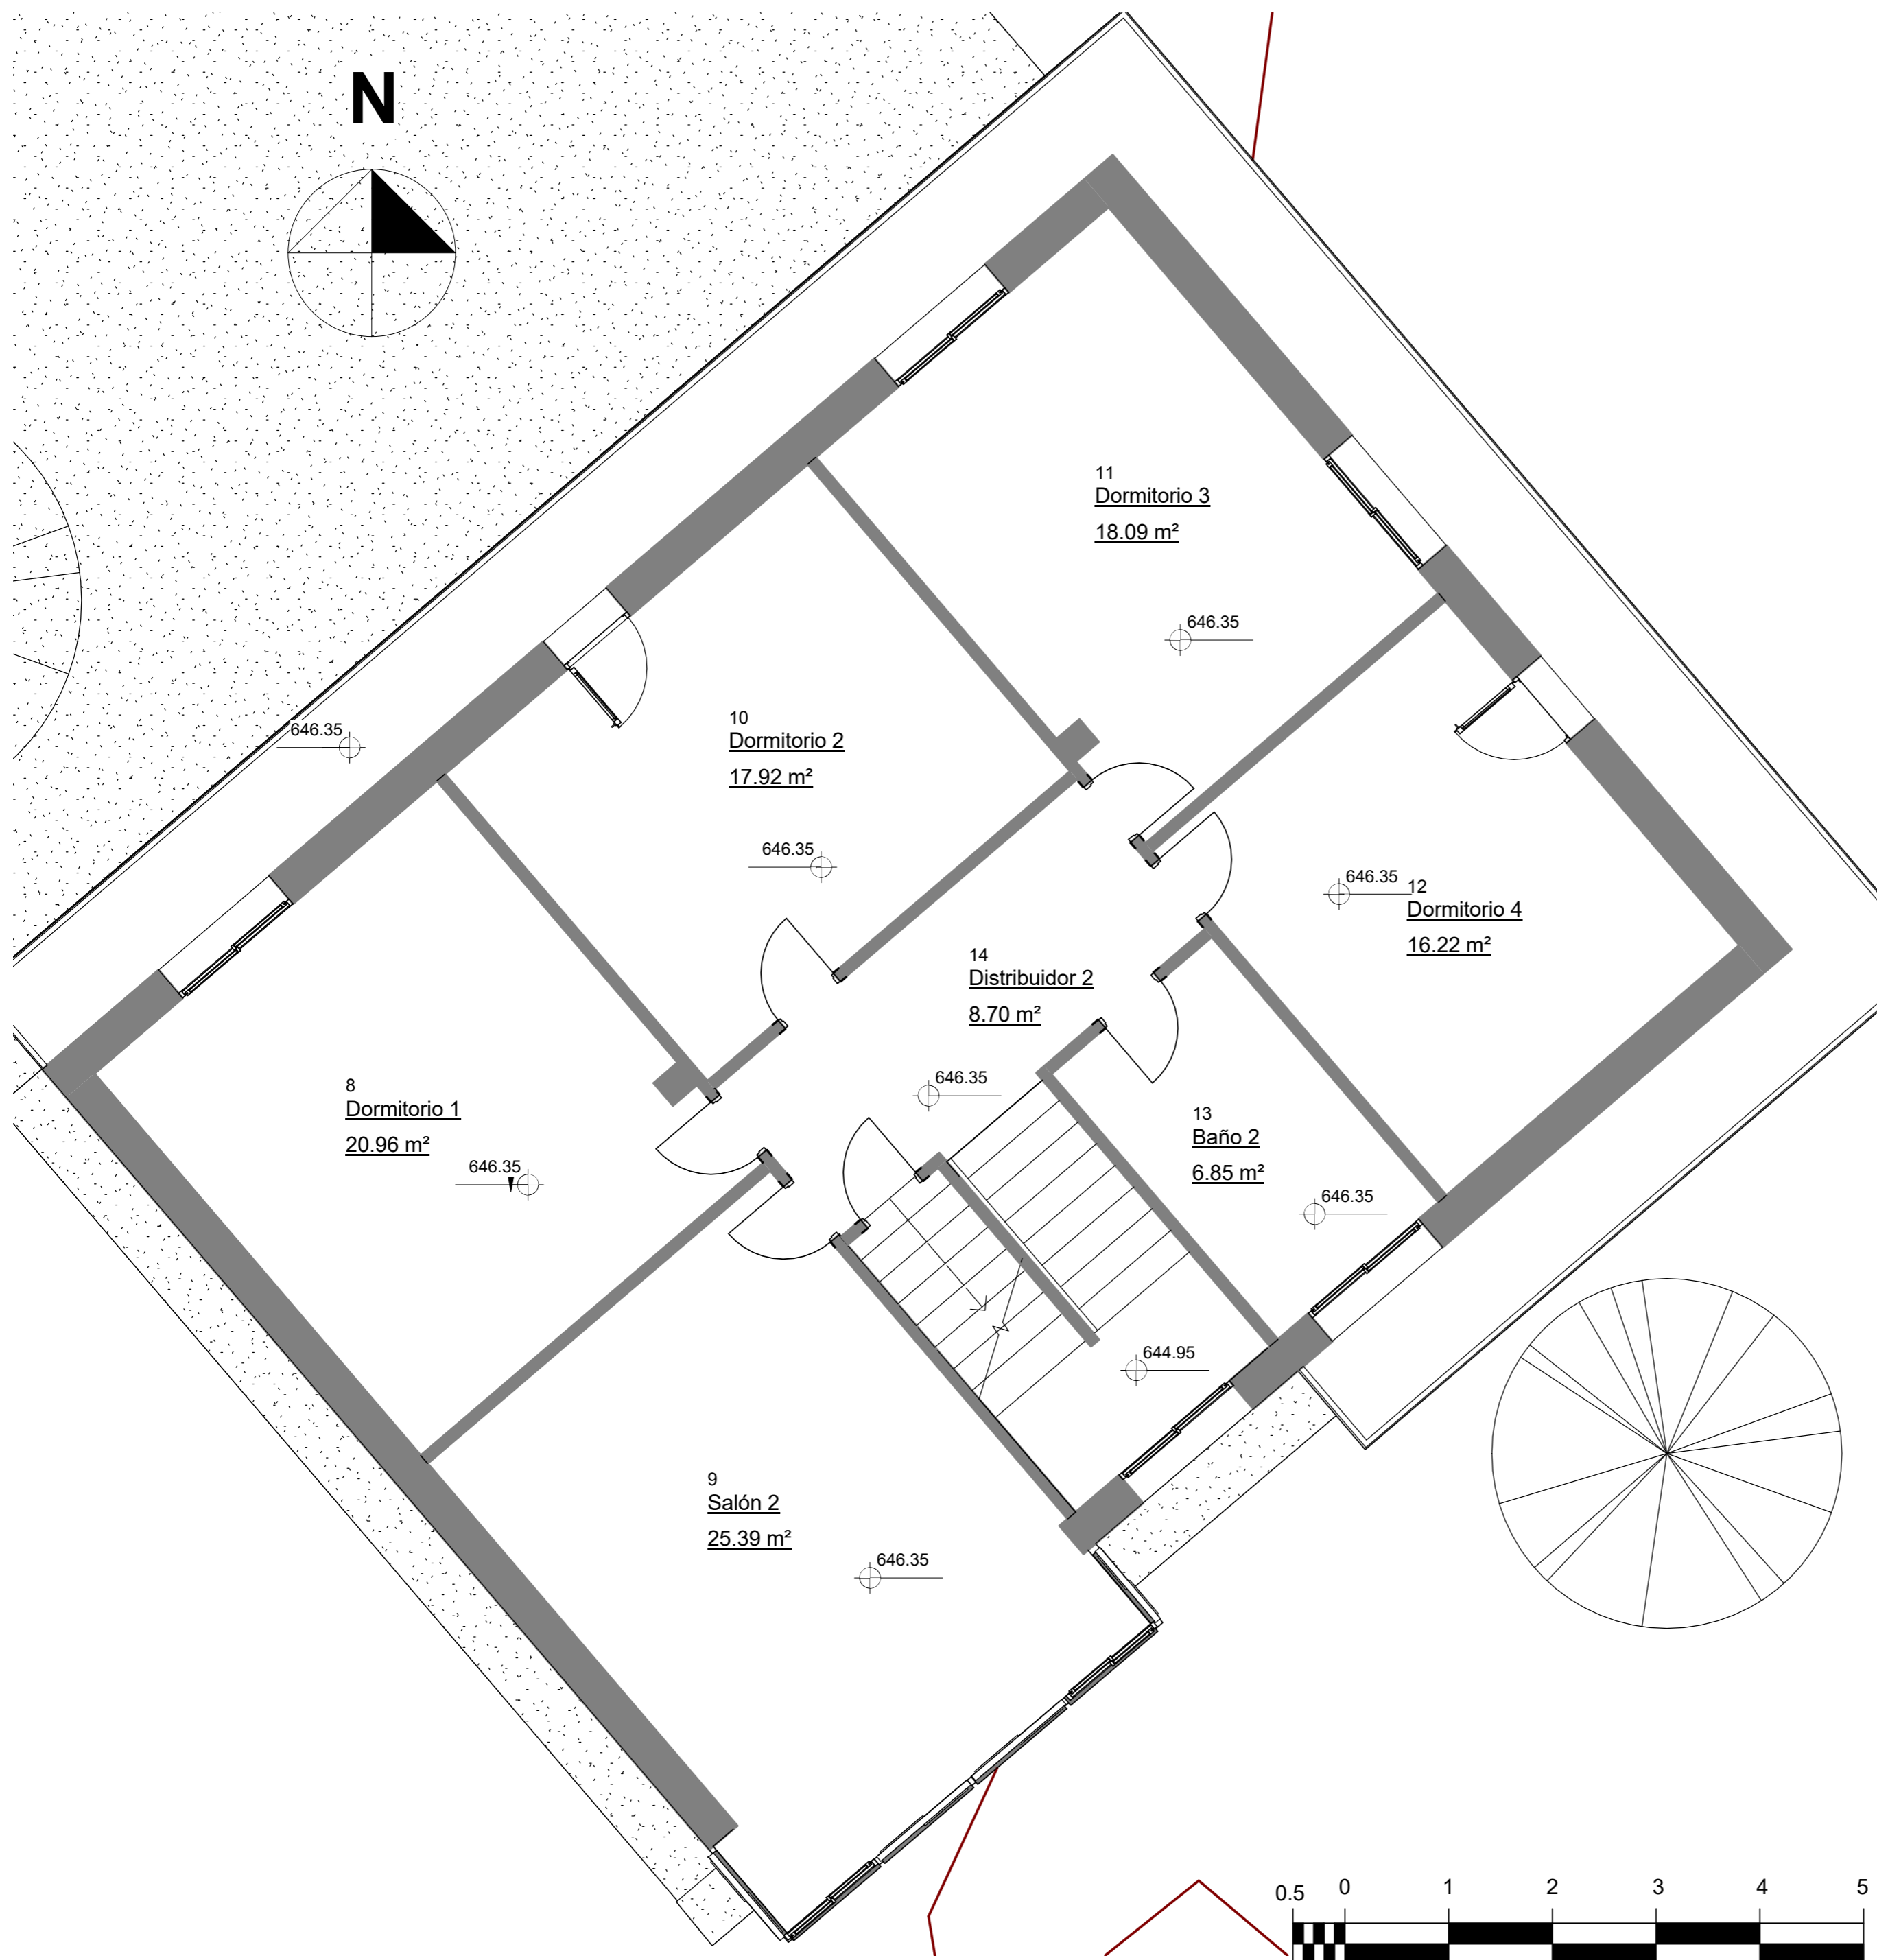 N
11
Dormitorio 3
18.09 m²
646.35
10
Dormitorio 2
17.92 m²
646.35
646.35
646.35
12
Dormitorio 4
16.22 m²
14
Distribuidor 2
8.70 m²
646.35
8
Dormitorio 1
20.96 m²
646.35
13
Baño 2
6.85 m²
646.35
644.95
9
Salón 2
25.39 m²
646.35
0.5 0 1 2 3 4 5